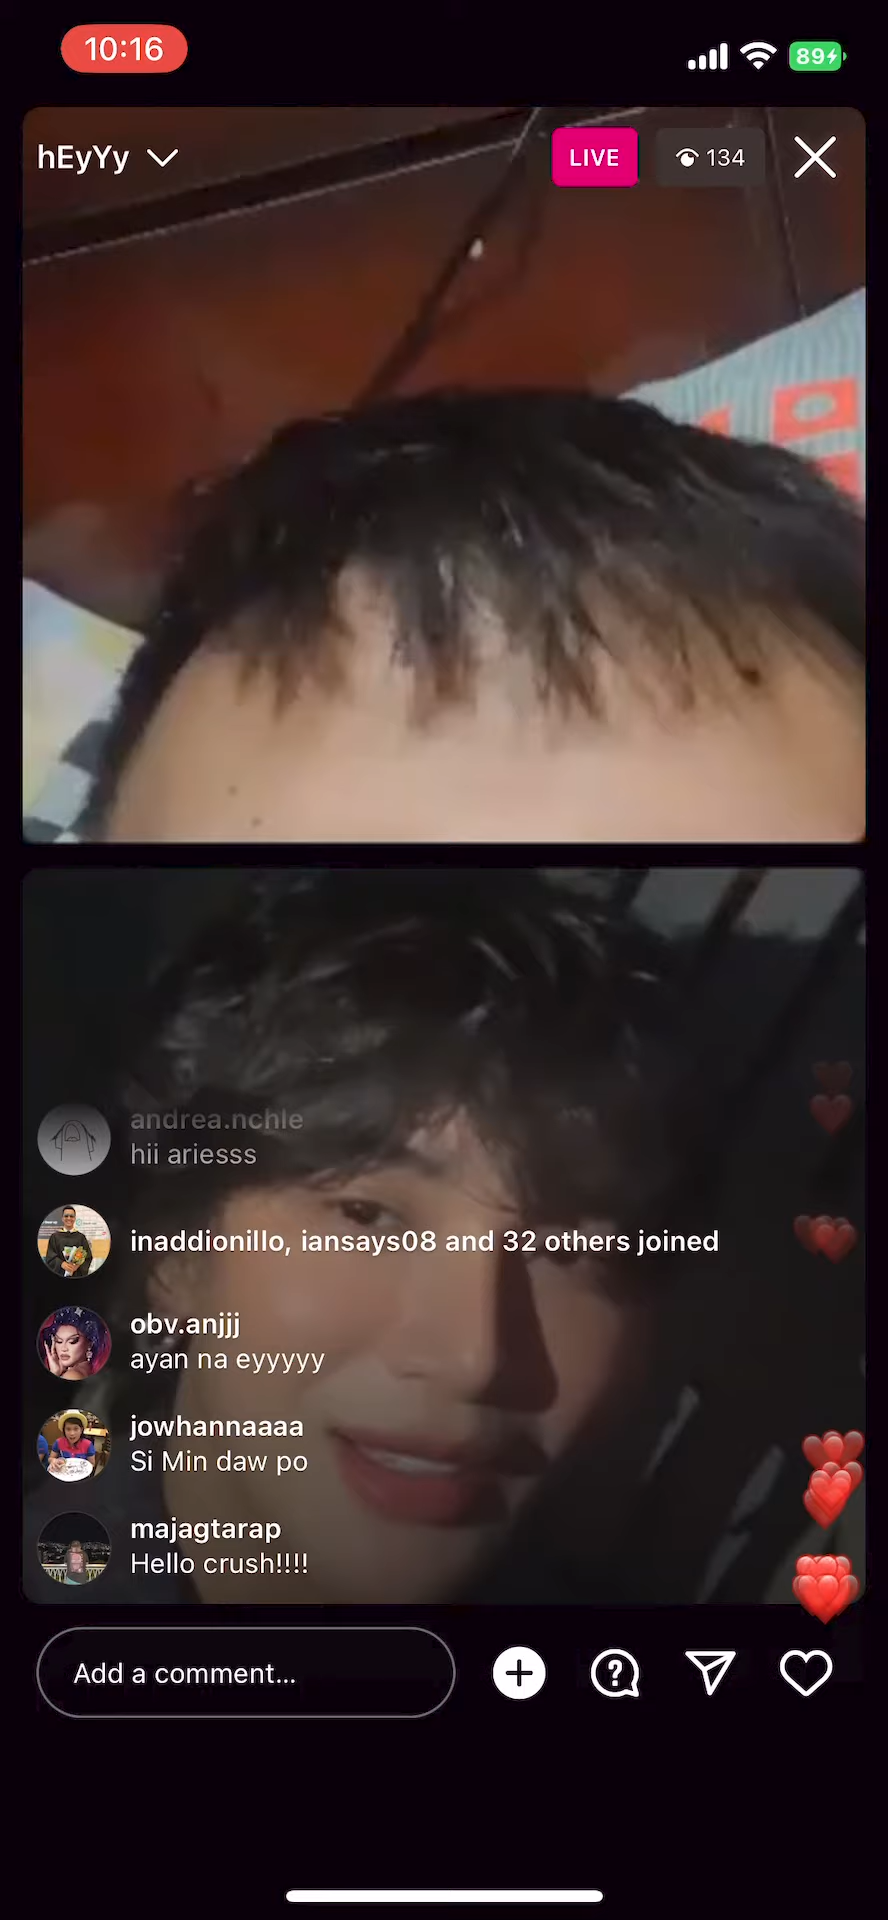 10:16
89
hEyYy
LIVE
134
andrea.nchle
hii ariesss
inaddionillo, iansays08 and 32 others joined
obv.anjjj
ayan na eyyyyy
jowhannaaaa
Si Min daw po
majagtarap
Hello crush!!!!
Add a comment...